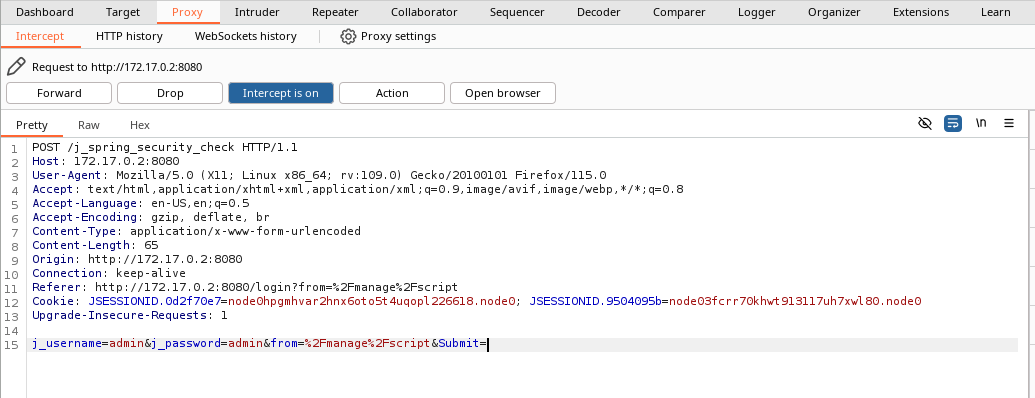 Dashboard Target Proxy Intruder Repeater Collaborator Sequencer Decoder Comparer Logger Organizer Extensions Learn
Intercept HTTP history WebSockets history Proxy settings
Request to http://172.17.0.2:8080
Forward Drop Intercept is on Action Open browser
Pretty Raw Hex \n
1 POST /j_spring_security_check HTTP/1.1
2 Host: 172.17.0.2:8080
3 User-Agent: Mozilla/5.0 (X11; Linux x86_64; rv:109.0) Gecko/20100101 Firefox/115.0
4 Accept: text/html,application/xhtml+xml,application/xml;q=0.9,image/avif,image/webp,*/*;q=0.8
5 Accept-Language: en-US,en;q=0.5
6 Accept-Encoding: gzip, deflate, br
7 Content-Type: application/x-www-form-urlencoded
8 Content-Length: 65
9 Origin: http://172.17.0.2:8080
10 Connection: keep-alive
11 Referer: http://172.17.0.2:8080/login?from=%2Fmanage%2Fscript
12 Cookie: JSESSIONID.0d2f70e7=node0hpgmhvar2hnx6oto5t4uqopl226618.node0; JSESSIONID.9504095b=node03fcrr70khwt913117uh7xwl80.node0
13 Upgrade-Insecure-Requests: 1
14
15 j_username=admin&j_password=admin&from=%2Fmanage%2Fscript&Submit=